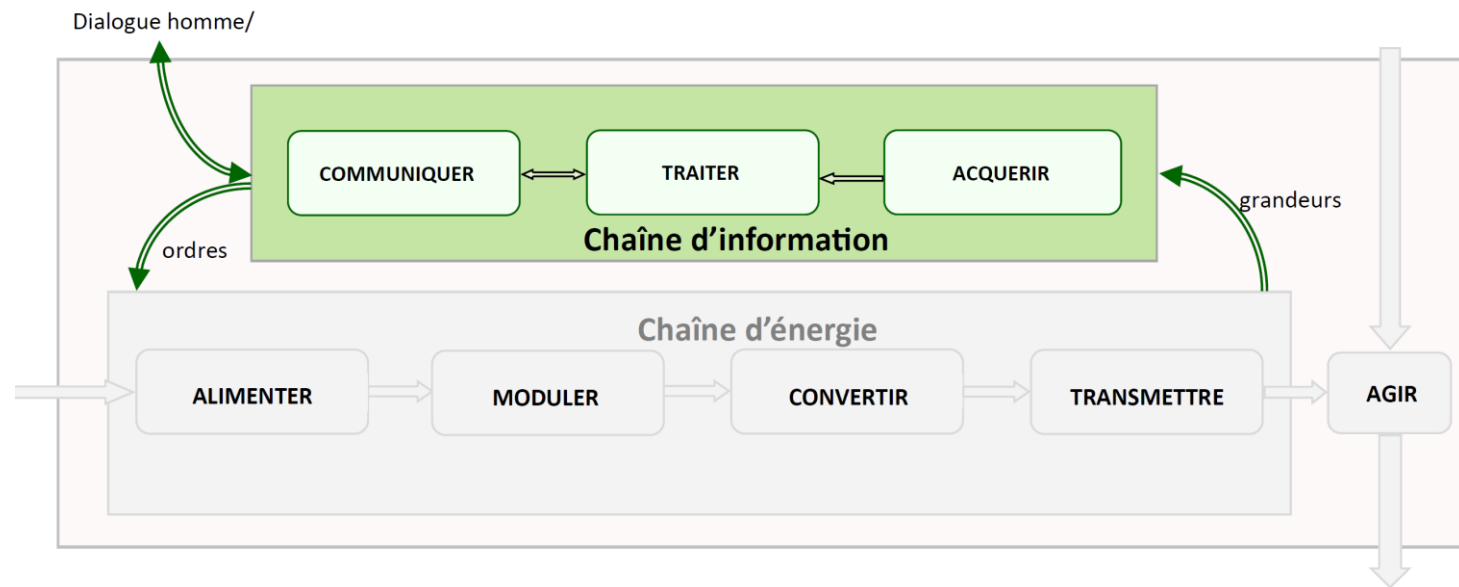 Dialogue homme/
COMMUNIQUER
TRAITER
ACQUERIR
grandeurs
Chaîne d’information
ordres
Chaîne d’énergie
ALIMENTER
MODULER
CONVERTIR
TRANSMETTRE
AGIR